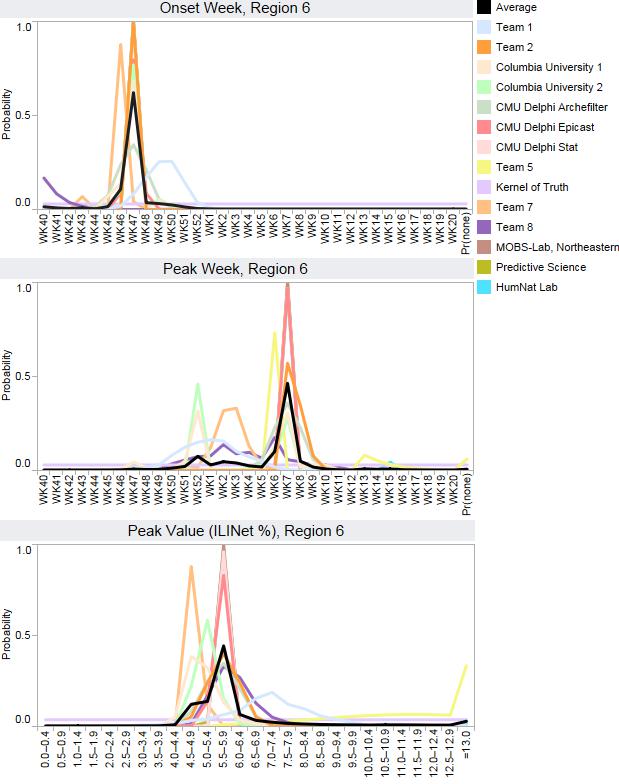 Onset Week, Region 6
Probability
1.0
0.5
0.0
WK40
WK41
WK42
WK43
WK44
WK45
WK46
WK47
WK48
WK49
WK50
WK51
WK52
WK1
WK2
WK3
WK4
WK5
WK6
WK7
WK8
WK9
WK10
WK11
WK12
WK13
WK14
WK15
WK16
WK17
WK18
WK19
WK20
Pr(none)
Average
Team 1
Team 2
Columbia University 1
Columbia University 2
CMU Delphi Archefilter
CMU Delphi Epicast
CMU Delphi Stat
Team 5
Kernel of Truth
Team 7
Team 8
MOBS-Lab, Northeastern
Predictive Science
HumNat Lab
Peak Week, Region 6
Probability
1.0
0.5
0.0
WK40
WK41
WK42
WK43
WK44
WK45
WK46
WK47
WK48
WK49
WK50
WK51
WK52
WK1
WK2
WK3
WK4
WK5
WK6
WK7
WK8
WK9
WK10
WK11
WK12
WK13
WK14
WK15
WK16
WK17
WK18
WK19
WK20
Pr(none)
Peak Value (ILINet %), Region 6
Probability
1.0
0.5
0.0
0.0–0.4
0.5–0.9
1.0–1.4
1.5–1.9
2.0–2.4
2.5–2.9
3.0–3.4
3.5–3.9
4.0–4.4
4.5–4.9
5.0–5.4
5.5–5.9
6.0–6.4
6.5–6.9
7.0–7.4
7.5–7.9
8.0–8.4
8.5–8.9
9.0–9.4
9.5–9.9
10.0–10.4
10.5–10.9
11.0–11.4
11.5–11.9
12.0–12.4
12.5–12.9
=13.0